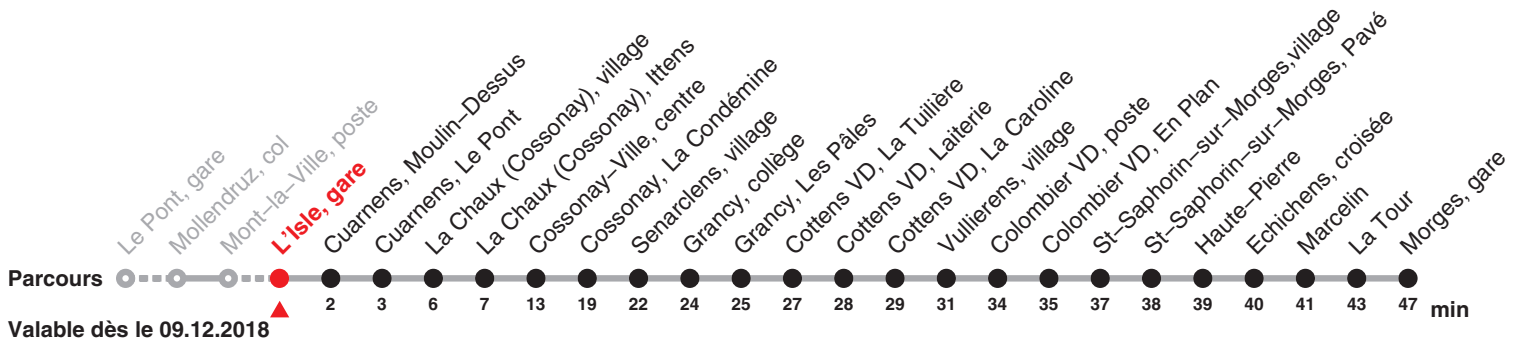 Le Pont, gare
Mollendruz, col
Mont–la–Ville, poste
L'Isle, gare
Cuarnens, Moulin–Dessus
Cuarnens, Le Pont
La Chaux (Cossonay), village
La Chaux (Cossonay), Ittens
Cossonay–Ville, centre
Cossonay, La Condémine
Senarclens, village
Grancy, collège
Grancy, Les Pâles
Cottens VD, La Tuilière
Cottens VD, Laiterie
Cottens VD, La Caroline
Vullierens, village
Colombier VD, poste
Colombier VD, En Plan
St–Saphorin–sur–Morges,village
St–Saphorin–sur–Morges, Pavé
Haute–Pierre
Echichens, croisée
Marcelin
La Tour
Morges, gare
Parcours
2 3 6 7 13 19 22 24 25 27 28 29 31 34 35 37 38 39 40 41 43 47 min
Valable dès le 09.12.2018